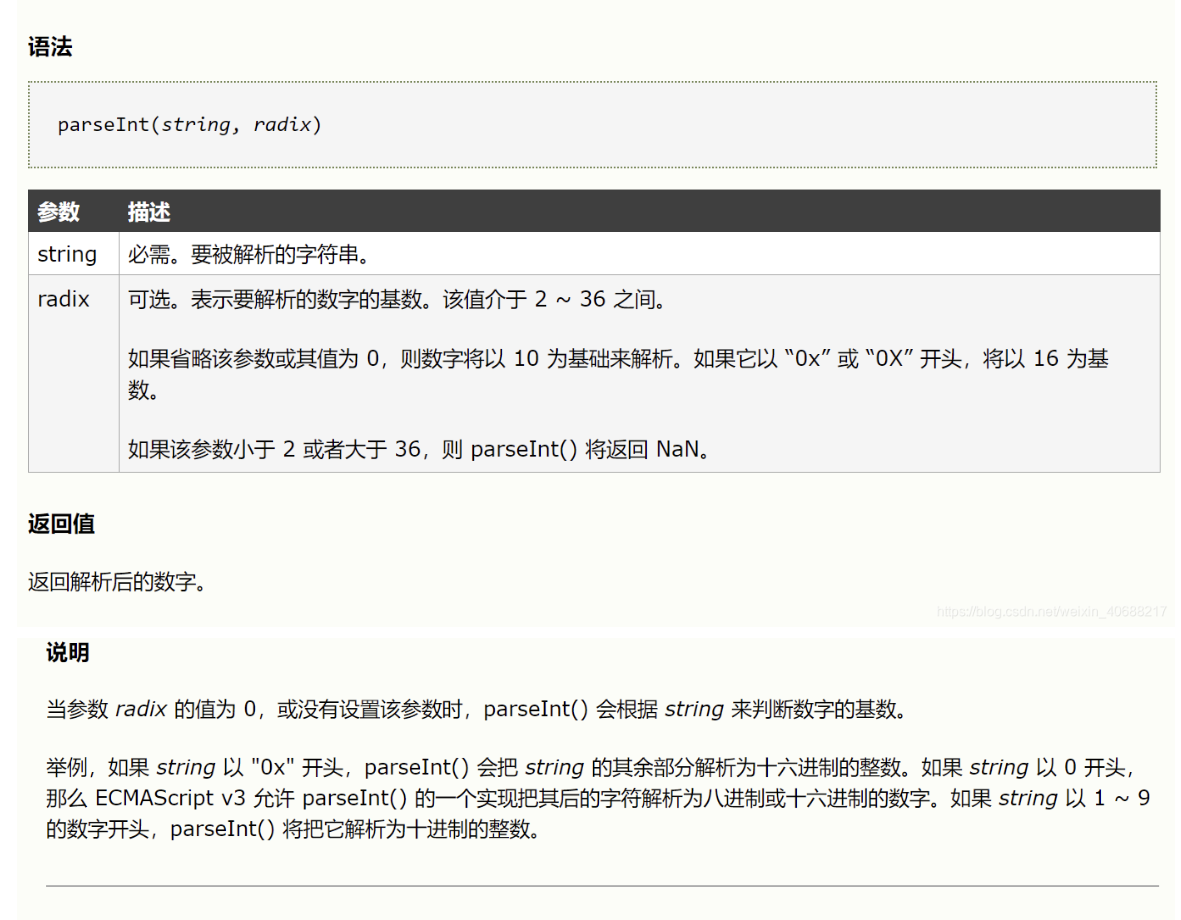 语法
parseInt(string, radix)
参数 描述
string 必需。要被解析的字符串。
radix 可选。表示要解析的数字的基数。该值介于 2 ~ 36 之间。
如果省略该参数或其值为 0，则数字将以 10 为基础来解析。如果它以 “0x” 或 “0X” 开头，将以 16 为基
数。
如果该参数小于 2 或者大于 36，则 parseInt() 将返回 NaN。
返回值
返回解析后的数字。
https://blog.csdn.net/weixin_40688217
说明
当参数 radix 的值为 0，或没有设置该参数时，parseInt() 会根据 string 来判断数字的基数。
举例，如果 string 以 "0x" 开头，parseInt() 会把 string 的其余部分解析为十六进制的整数。如果 string 以 0 开头，
那么 ECMAScript v3 允许 parseInt() 的一个实现把其后的字符解析为八进制或十六进制的数字。如果 string 以 1 ~ 9
的数字开头，parseInt() 将把它解析为十进制的整数。